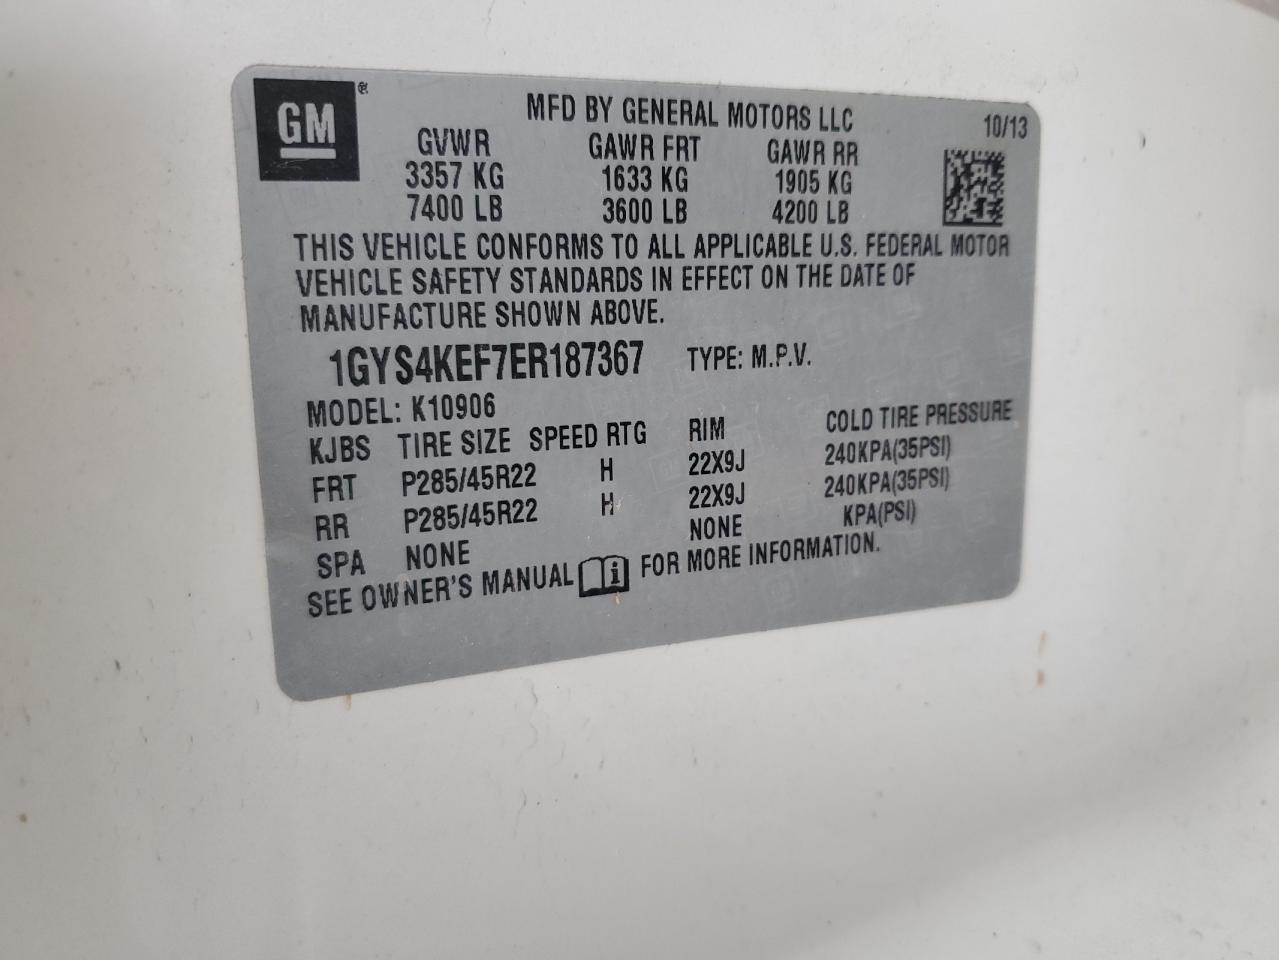 GM®
MFD BY GENERAL MOTORS LLC
10/13
GVWR GAWR FRT GAWR RR
3357 KG 1633 KG 1905 KG
7400 LB 3600 LB 4200 LB
THIS VEHICLE CONFORMS TO ALL APPLICABLE U.S. FEDERAL MOTOR
VEHICLE SAFETY STANDARDS IN EFFECT ON THE DATE OF
MANUFACTURE SHOWN ABOVE.
1GYS4KEF7ER187367 TYPE: M.P.V.
MODEL: K10906
KJBS TIRE SIZE SPEED RTG RIM COLD TIRE PRESSURE
FRT P285/45R22 H 22X9J 240KPA(35PSI)
RR P285/45R22 H 22X9J 240KPA(35PSI)
SPA NONE NONE KPA(PSI)
SEE OWNER'S MANUAL i FOR MORE INFORMATION.